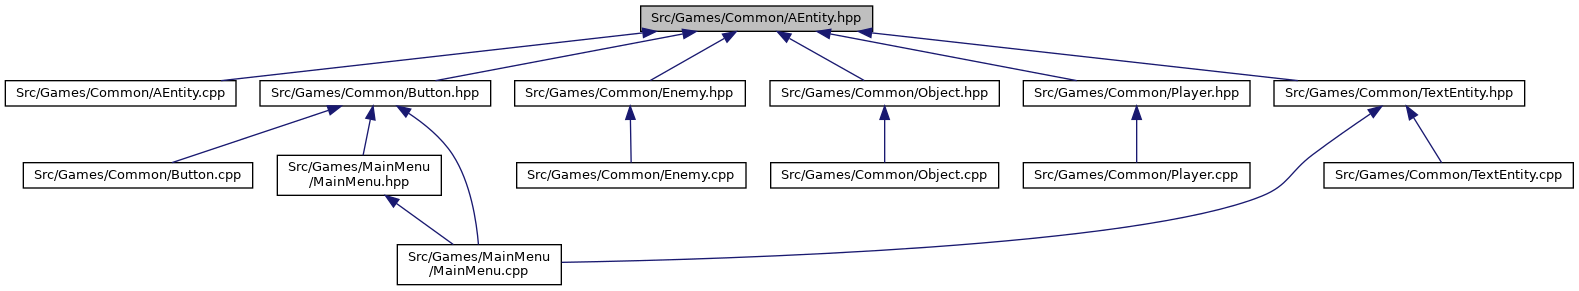 Src/Games/Common/AEntity.hpp
Src/Games/Common/AEntity.cpp
Src/Games/Common/Button.hpp
Src/Games/Common/Enemy.hpp
Src/Games/Common/Object.hpp
Src/Games/Common/Player.hpp
Src/Games/Common/TextEntity.hpp
Src/Games/Common/Button.cpp
Src/Games/MainMenu
/MainMenu.hpp
Src/Games/Common/Enemy.cpp
Src/Games/Common/Object.cpp
Src/Games/Common/Player.cpp
Src/Games/Common/TextEntity.cpp
Src/Games/MainMenu
/MainMenu.cpp